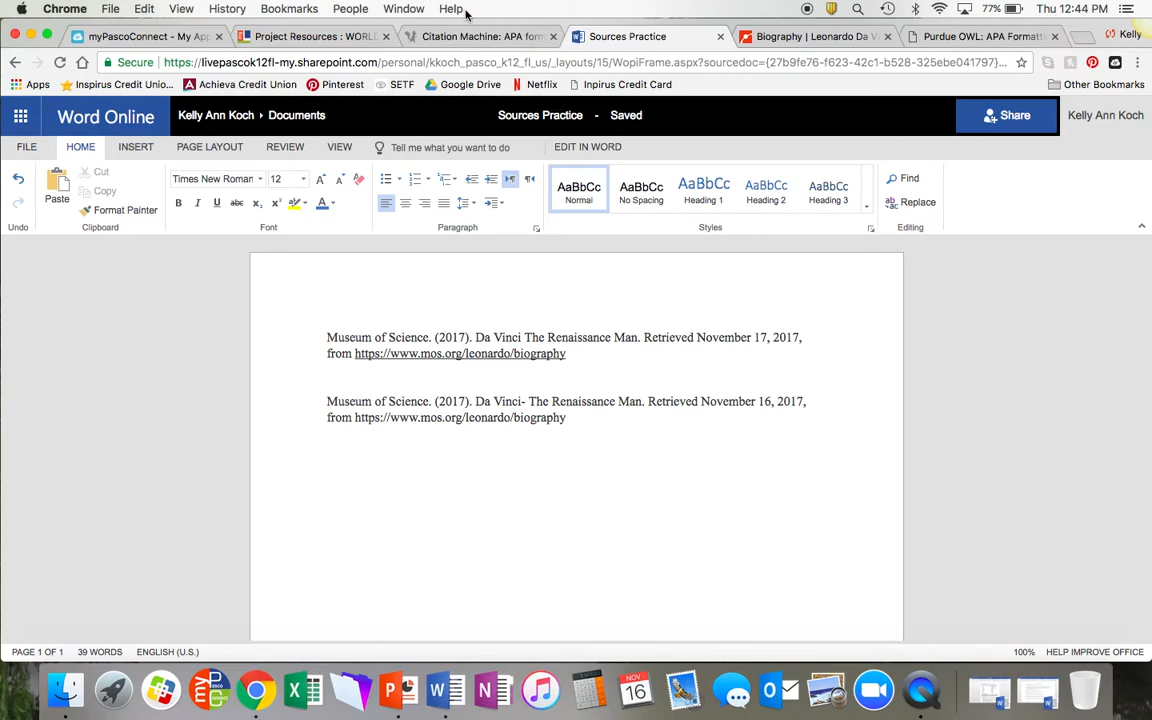 Chrome File Edit View History Bookmarks People Window Help 77% Thu 12:44 PM
myPascoConnect - My App Project Resources : WORL Citation Machine: APA form Sources Practice Biography | Leonardo Da Vi Purdue OWL: APA Formatti Kelly
Secure https://livepascok12fl-my.sharepoint.com/personal/kkoch_pasco_k12_fl_us/_layouts/15/WopiFrame.aspx?sourcedoc={27b9fe76-f623-42c1-b528-325ebe041797}...
Apps Inspirus Credit Unio... Achieva Credit Union Pinterest SETF Google Drive Netflix Inpirus Credit Card Other Bookmarks
Word Online Kelly Ann Koch Documents Sources Practice - Saved Share Kelly Ann Koch
FILE HOME INSERT PAGE LAYOUT REVIEW VIEW Tell me what you want to do EDIT IN WORD
Paste Cut Copy Format Painter
Times New Roman 12
B I U abc x₂ x² A
AaBbCc AaBbCc AaBbCc AaBbCc AaBbCc
Normal No Spacing Heading 1 Heading 2 Heading 3
Find
Replace
Undo Clipboard Font Paragraph Styles Editing
Museum of Science. (2017). Da Vinci The Renaissance Man. Retrieved November 17, 2017,
from https://www.mos.org/leonardo/biography
Museum of Science. (2017). Da Vinci- The Renaissance Man. Retrieved November 16, 2017,
from https://www.mos.org/leonardo/biography
PAGE 1 OF 1 39 WORDS ENGLISH (U.S.) 100% HELP IMPROVE OFFICE
NOV
16